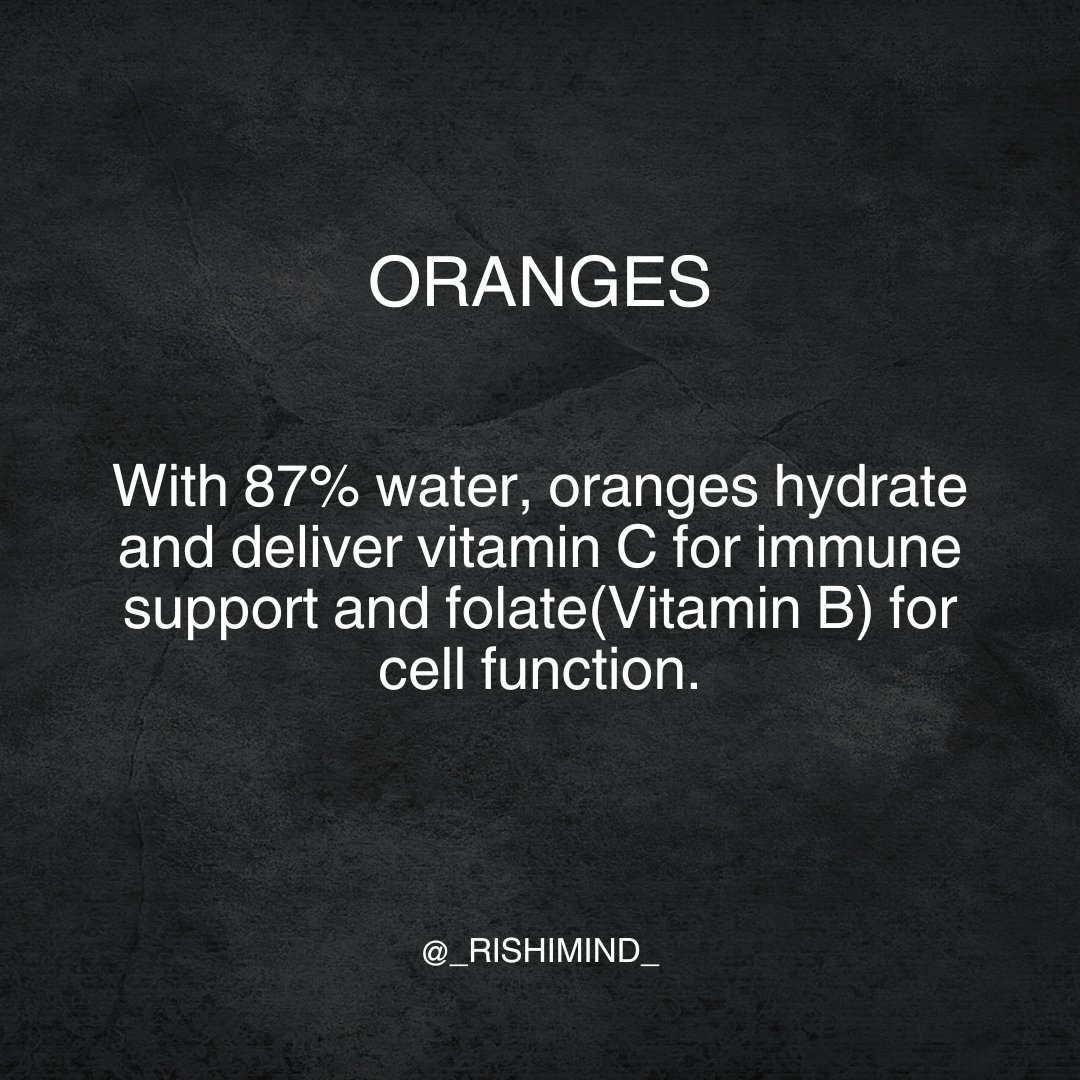 ORANGES
With 87% water, oranges hydrate
and deliver vitamin C for immune
support and folate(Vitamin B) for
cell function.
@_RISHIMIND_